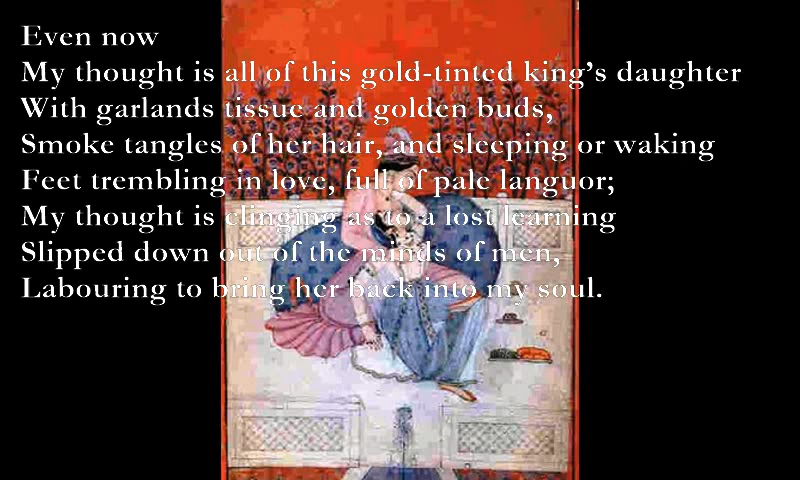 Even now
My thought is all of this gold-tinted king’s daughter
With garlands tissue and golden buds,
Smoke tangles of her hair, and sleeping or waking
Feet trembling in love, full of pale languor;
My thought is clinging as to a lost learning
Slipped down out of the minds of men,
Labouring to bring her back into my soul.